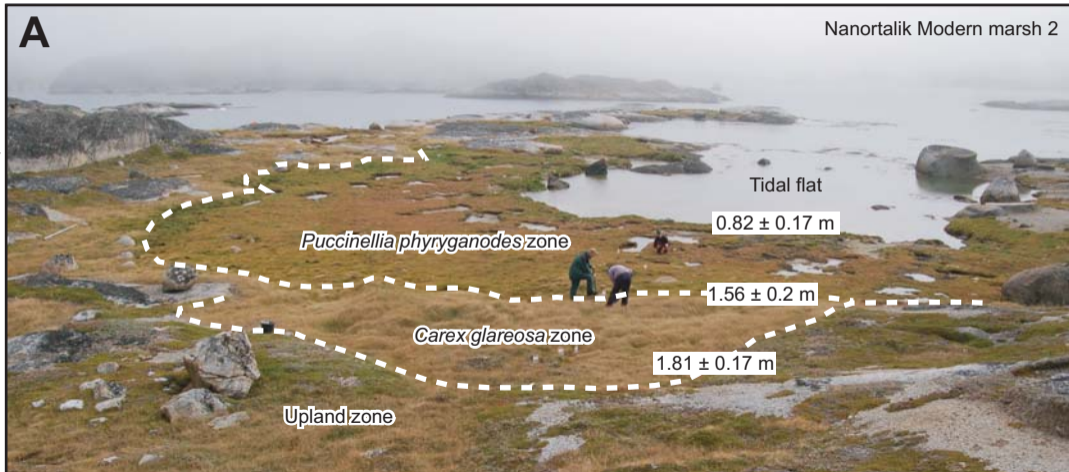 A
Nanortalik Modern marsh 2
Tidal flat
0.82 ± 0.17 m
Puccinellia phyryganodes zone
1.56 ± 0.2 m
Carex glareosa zone
1.81 ± 0.17 m
Upland zone